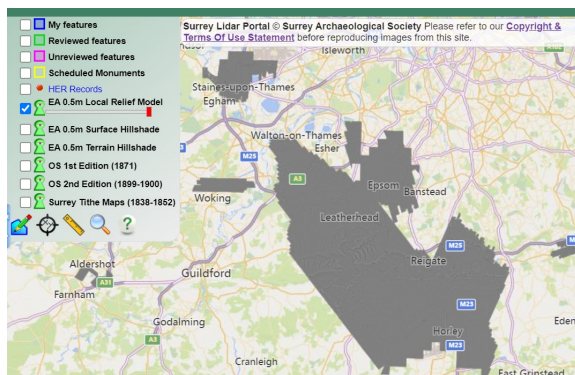 My features
Reviewed features
Unreviewed features
Scheduled Monuments
HER Records
EA 0.5m Local Relief Model
EA 0.5m Surface Hillshade
EA 0.5m Terrain Hillshade
OS 1st Edition (1871)
OS 2nd Edition (1899-1900)
Surrey Tithe Maps (1838-1852)
?
Surrey Lidar Portal © Surrey Archaeological Society Please refer to our Copyright &
Terms Of Use Statement before reproducing images from this site.
Isleworth
Staines-upon-Thames
Egham
Walton-on-Thames
Esher
M25
A3
Epsom
Banstead
Woking
Leatherhead
M25
Reigate
Aldershot
A31
Guildford
Farnham
M23
Godalming
A3
Horley
M23
Eden
Cranleigh
East Grinstead